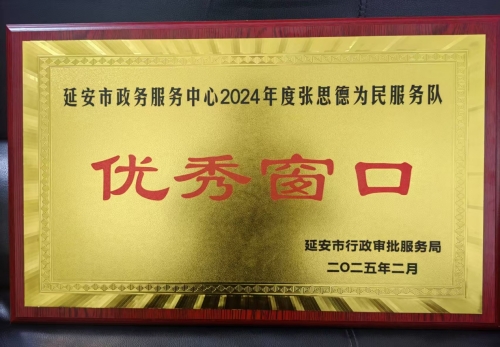 延安市政务服务中心2024年度张思德为民服务队
优秀窗口
延安市行政审批服务局
二〇二五年二月